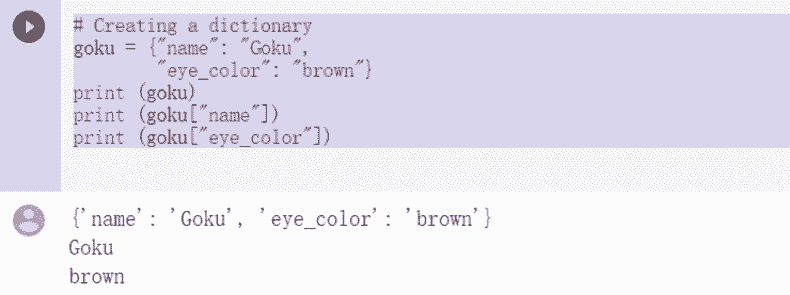 # Creating a dictionary
goku = {"name": "Goku",
"eye_color": "brown"}
print (goku)
print (goku["name"])
print (goku["eye_color"])
{'name': 'Goku', 'eye_color': 'brown'}
Goku
brown